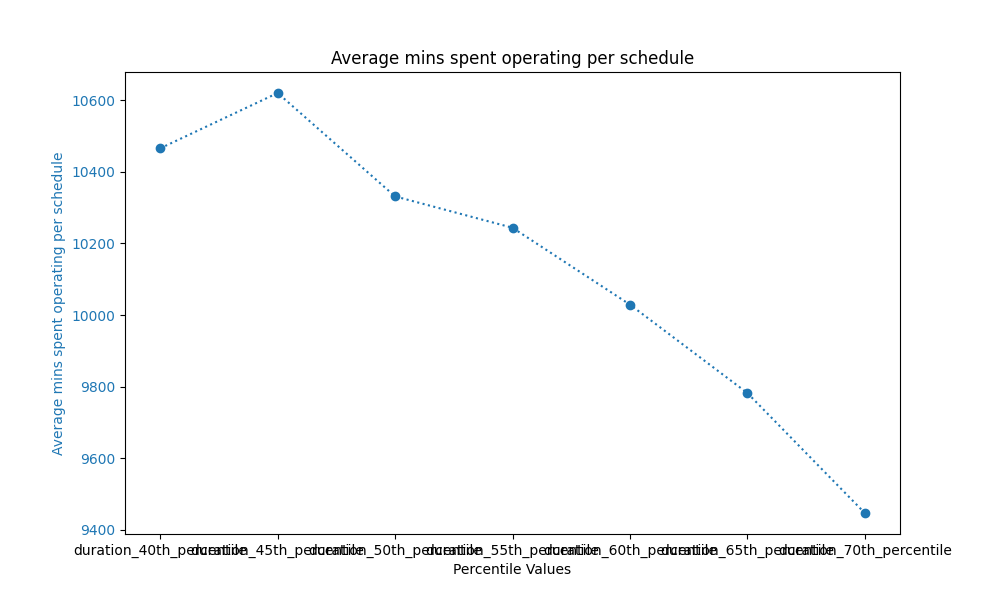 Average mins spent operating per schedule
Average mins spent operating per schedule
10600
10400
10200
10000
9800
9600
9400
duration_40th_percentile
duration_45th_percentile
duration_50th_percentile
duration_55th_percentile
duration_60th_percentile
duration_65th_percentile
duration_70th_percentile
Percentile Values